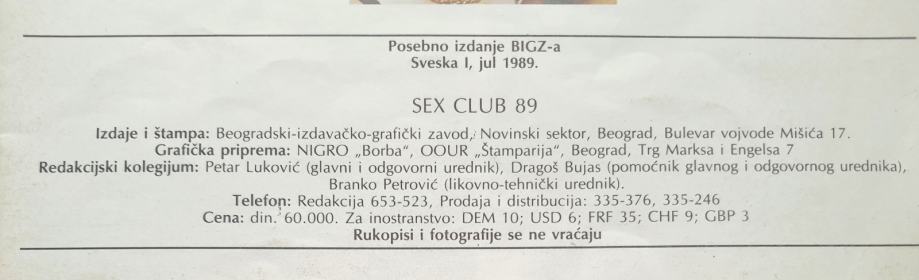 Posebno izdanje BIGZ-a
Sveska I, jul 1989.
SEX CLUB 89
Izdaje i štampa: Beogradski-izdavačko-grafički zavod, Novinski sektor, Beograd, Bulevar vojvode Mišića 17.
Grafička priprema: NIGRO „Borba“, OOUR „Štamparija“, Beograd, Trg Marksa i Engelsa 7
Redakcijski kolegijum: Petar Luković (glavni i odgovorni urednik), Dragoš Bujas (pomoćnik glavnog i odgovornog urednika),
Branko Petrović (likovno-tehnički urednik).
Telefon: Redakcija 653-523, Prodaja i distribucija: 335-376, 335-246
Cena: din. 60.000. Za inostranstvo: DEM 10; USD 6; FRF 35; CHF 9; GBP 3
Rukopisi i fotografije se ne vraćaju